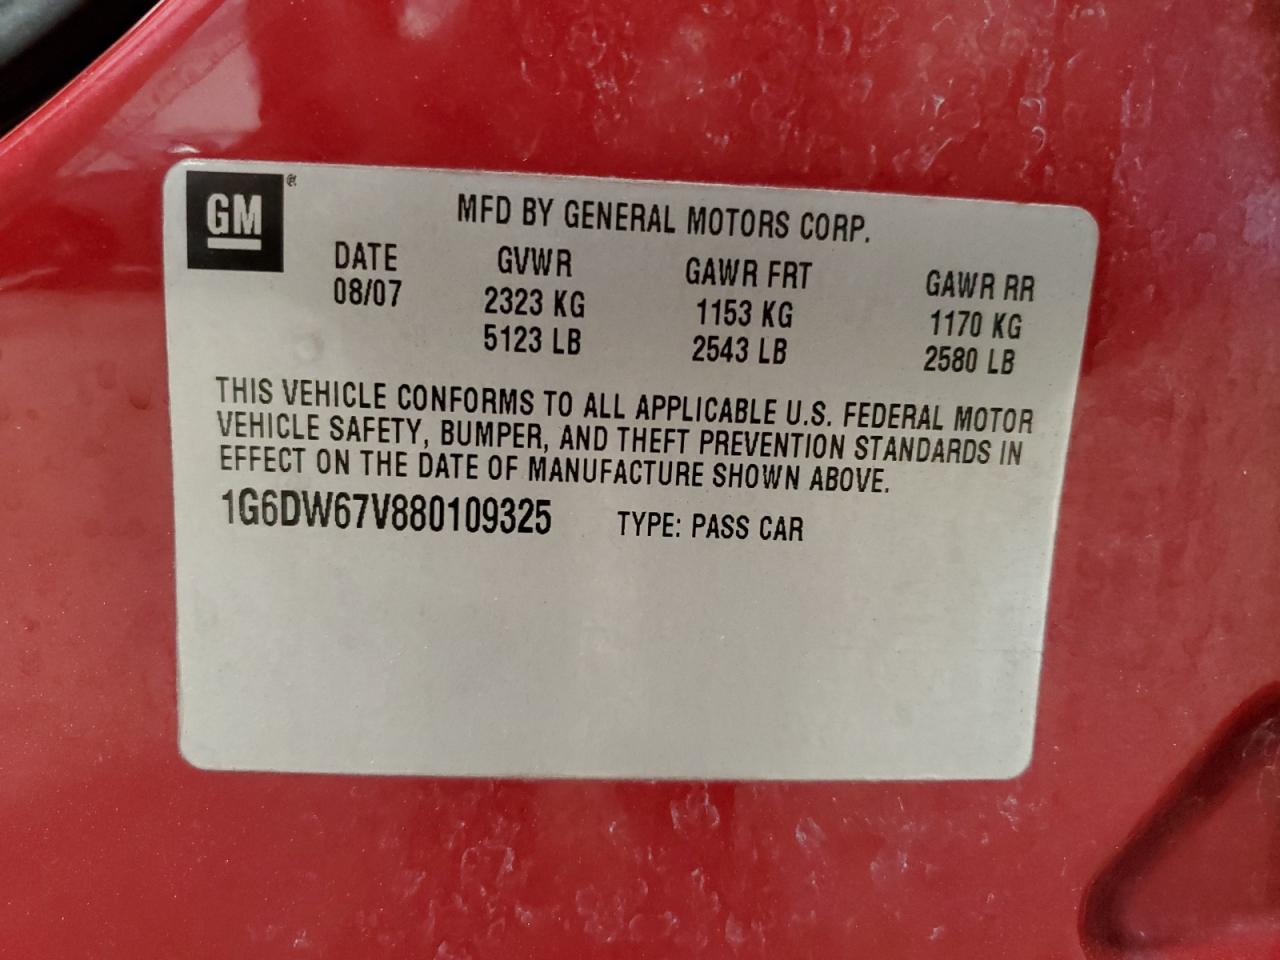 GM®
MFD BY GENERAL MOTORS CORP.
DATE GVWR GAWR FRT GAWR RR
08/07 2323 KG 1153 KG 1170 KG
5123 LB 2543 LB 2580 LB
THIS VEHICLE CONFORMS TO ALL APPLICABLE U.S. FEDERAL MOTOR
VEHICLE SAFETY, BUMPER, AND THEFT PREVENTION STANDARDS IN
EFFECT ON THE DATE OF MANUFACTURE SHOWN ABOVE.
1G6DW67V880109325 TYPE: PASS CAR